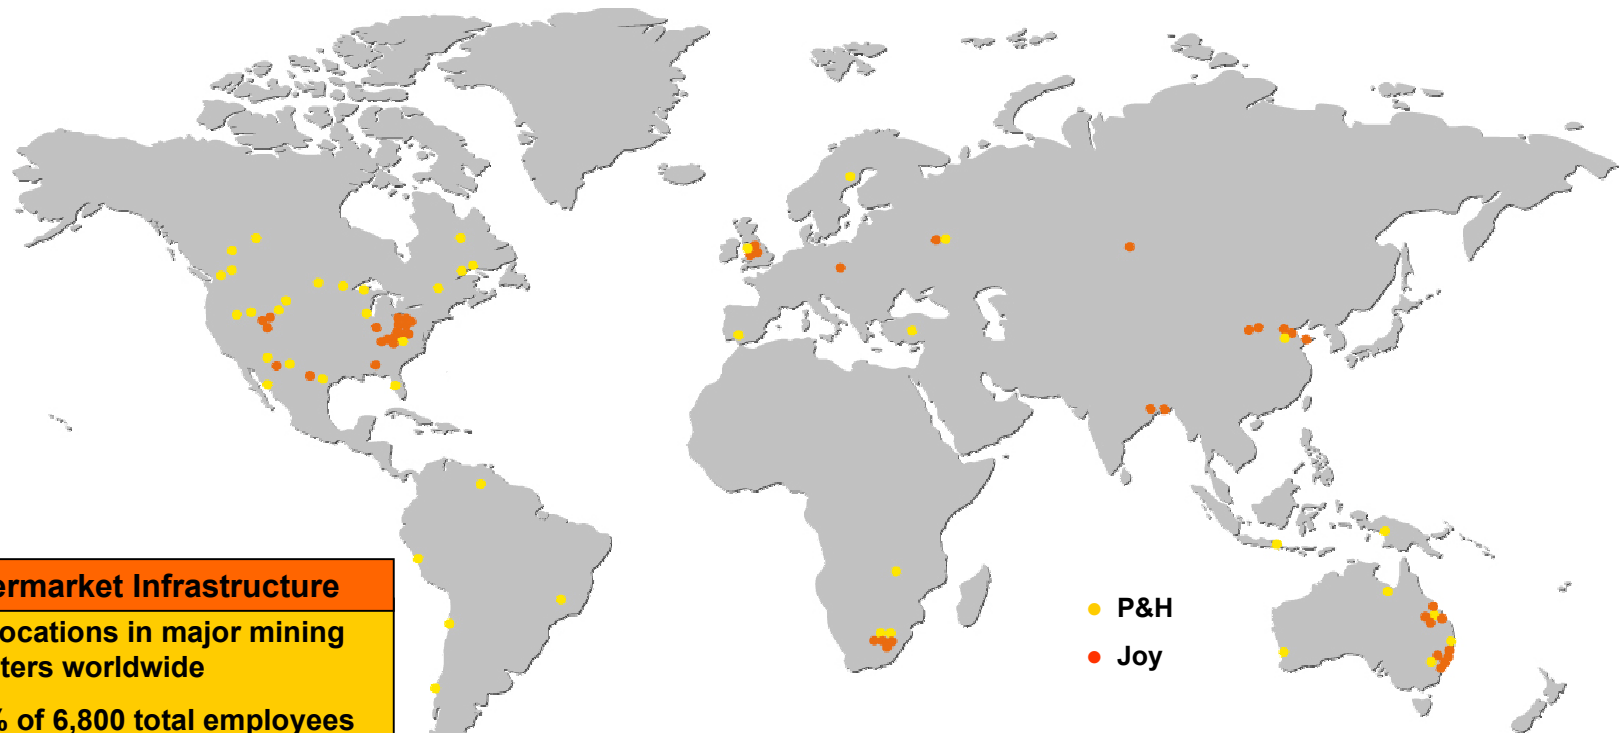 ermarket Infrastructure
ocations in major mining
ters worldwide
% of 6,800 total employees
P&H
Joy